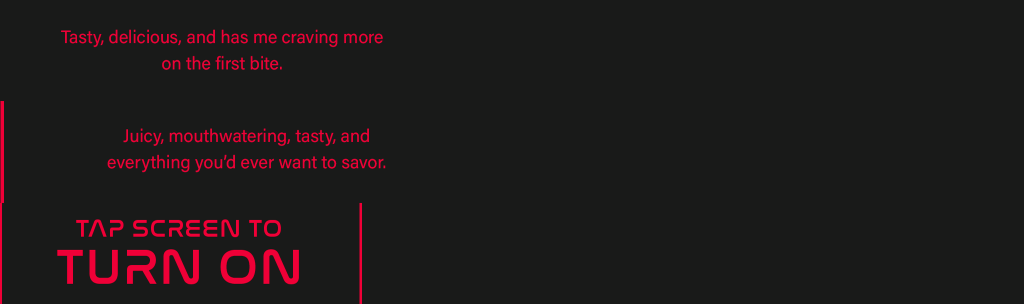 Tasty, delicious, and has me craving more
on the first bite.
Juicy, mouthwatering, tasty, and
everything you’d ever want to savor.
TAP SCREEN TO
TURN ON